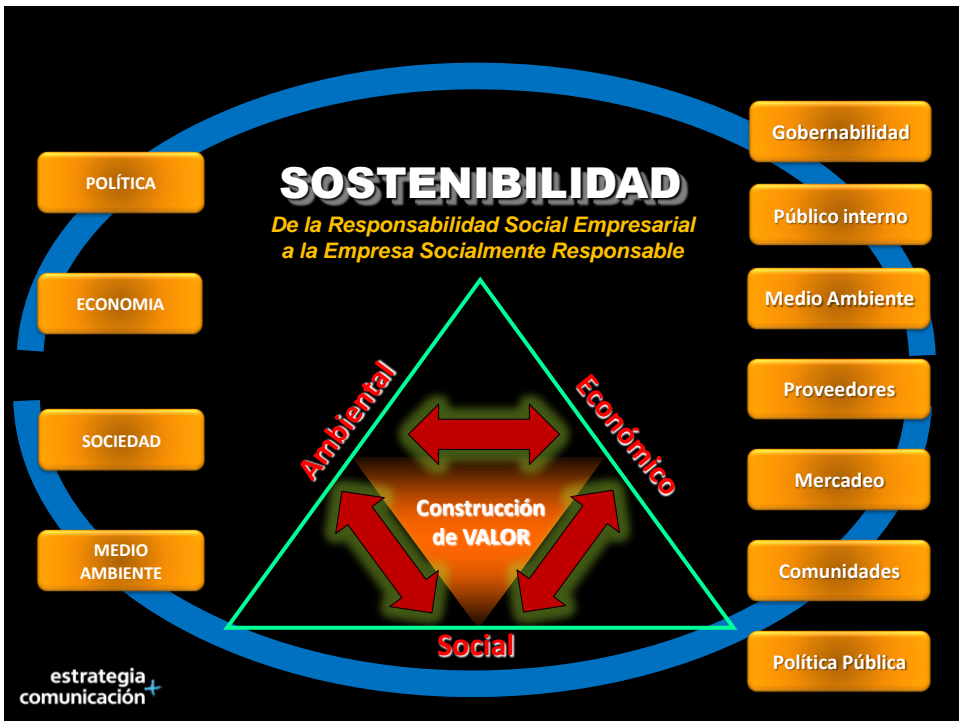 SOSTENIBILIDAD
De la Responsabilidad Social Empresarial
a la Empresa Socialmente Responsable
POLÍTICA
ECONOMIA
SOCIEDAD
MEDIO
AMBIENTE
Ambiental
Económico
Construcción
de VALOR
Social
Gobernabilidad
Público interno
Medio Ambiente
Proveedores
Mercadeo
Comunidades
Política Pública
estrategia
comunicación+